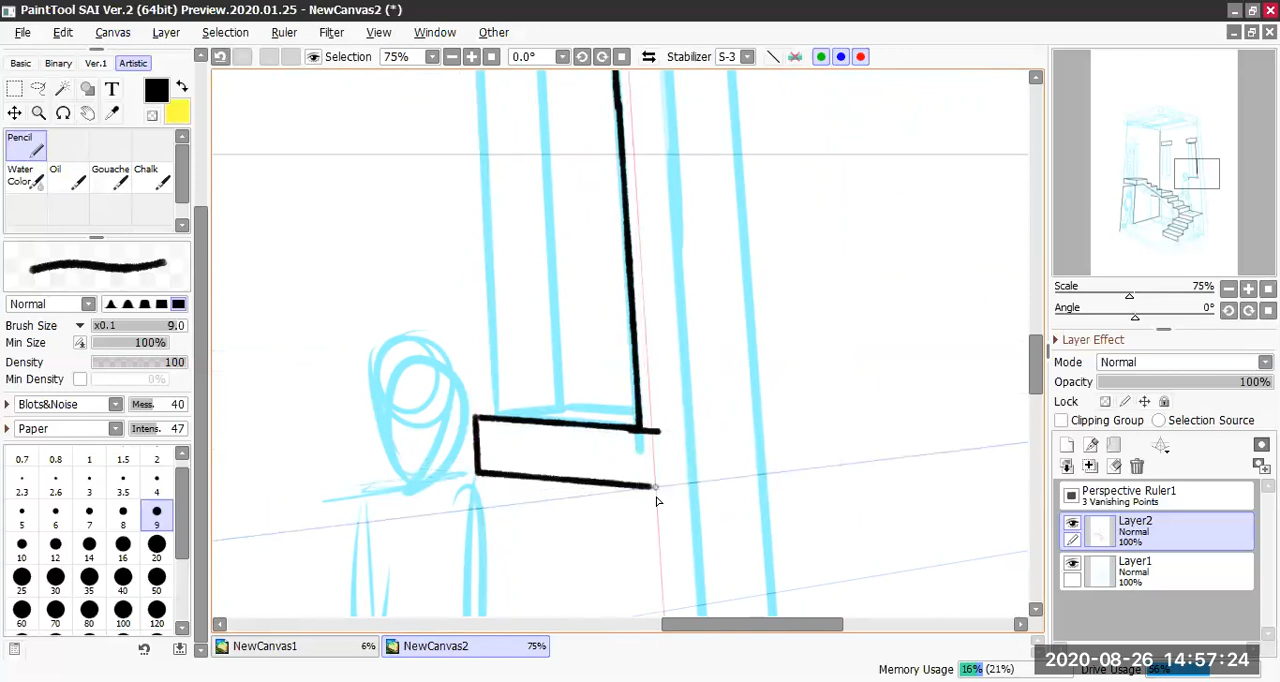 PaintTool SAI Ver.2 (64bit) Preview.2020.01.25 - NewCanvas2 (*)
File Edit Canvas Layer Selection Ruler Filter View Window Other
Basic Binary Ver.1 Artistic
Selection 75% 0.0° Stabilizer S-3
T
Pencil
Water Color Oil Gouache Chalk
Normal
Brush Size x0.1 9.0
Min Size 100%
Density 100
Min Density 0%
Blots&Noise Mess. 40
Paper Intens. 47
0.7 0.8 1 1.5 2
2.3 2.6 3 3.5 4
5 6 7 8 9
10 12 14 16 20
25 30 35 40 50
60 70 80 100 120
Scale 75%
Angle 0°
Layer Effect
Mode Normal
Opacity 100%
Lock
Clipping Group Selection Source
Perspective Ruler1
3 Vanishing Points
Layer2
Normal
100%
Layer1
Normal
100%
NewCanvas1 6% NewCanvas2 75%
Memory Usage 16% (21%) Drive Usage 56%
2020-08-26 14:57:24